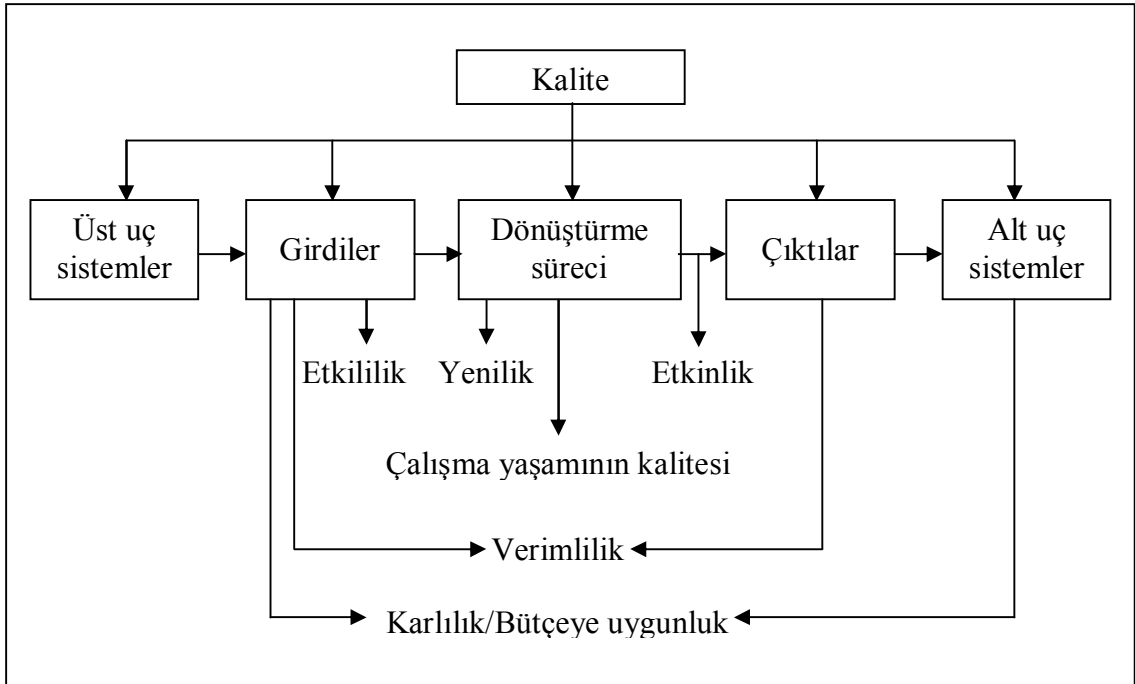 Kalite
Üst uç
sistemler
Girdiler
Dönüştürme
süreci
Çıktılar
Alt uç
sistemler
Etkililik
Yenilik
Etkinlik
Çalışma yaşamının kalitesi
Verimlilik
Karlılık/Bütçeye uygunluk